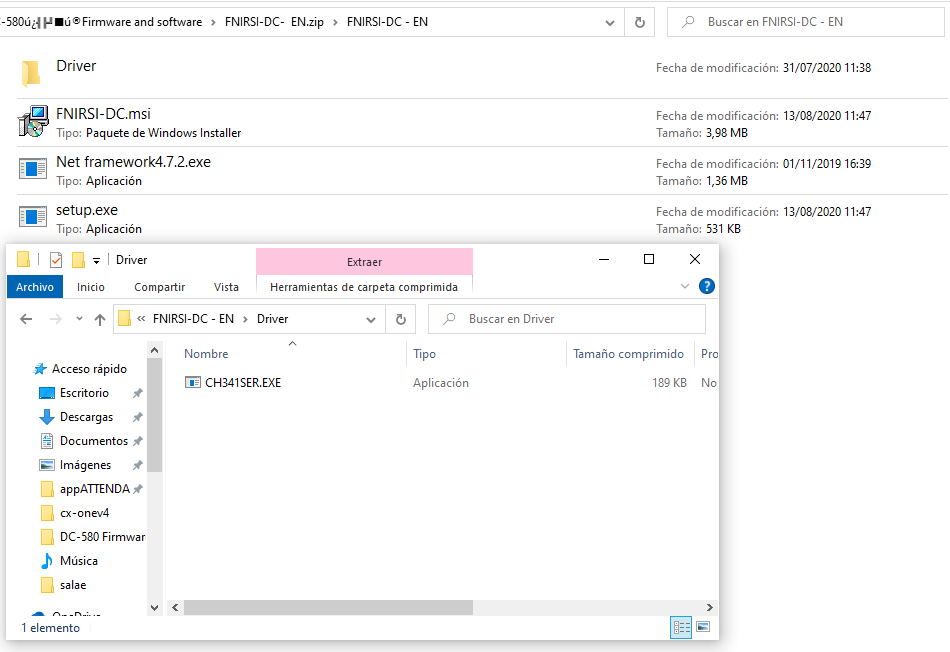 Firmware and software > FNIRSI-DC- EN.zip > FNIRSI-DC - EN
Buscar en FNIRSI-DC - EN
Driver
Fecha de modificación: 31/07/2020 11:38
FNIRSI-DC.msi
Fecha de modificación: 13/08/2020 11:47
Tipo: Paquete de Windows Installer
Tamaño: 3,98 MB
Net framework4.7.2.exe
Fecha de modificación: 01/11/2019 16:39
Tipo: Aplicación
Tamaño: 1,36 MB
setup.exe
Fecha de modificación: 13/08/2020 11:47
Tipo: Aplicación
Tamaño: 531 KB
Driver
Extraer
Archivo
Inicio
Compartir
Vista
Herramientas de carpeta comprimida
« FNIRSI-DC - EN > Driver
Buscar en Driver
Nombre
Tipo
Tamaño comprimido
Pro
CH341SER.EXE
Aplicación
189 KB
No
Acceso rápido
Escritorio
Descargas
Documentos
Imágenes
appATTENDA
cx-onev4
DC-580 Firmwar
Música
salae
OneDrive
1 elemento